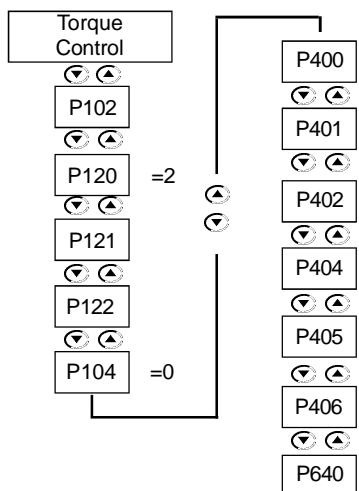 Torque
Control
P102
P120 =2
P121
P122
P104 =0
P400
P401
P402
P404
P405
P406
P640